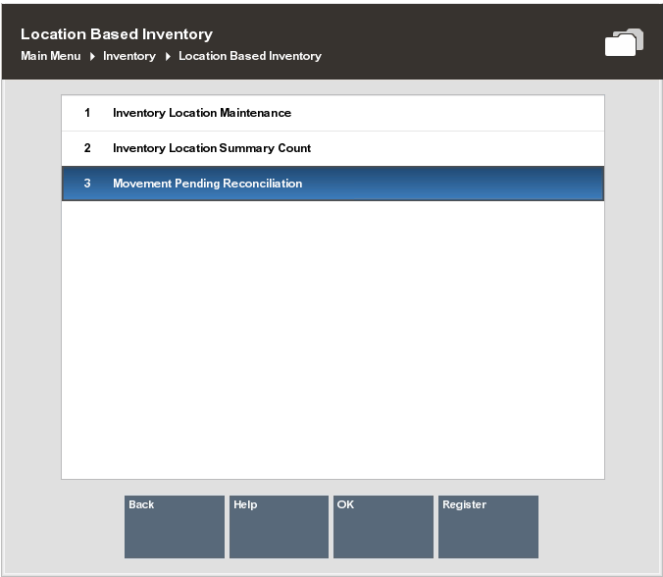 Location Based Inventory
Main Menu ▸ Inventory ▸ Location Based Inventory
1 Inventory Location Maintenance
2 Inventory Location Summary Count
3 Movement Pending Reconciliation
Back Help OK Register